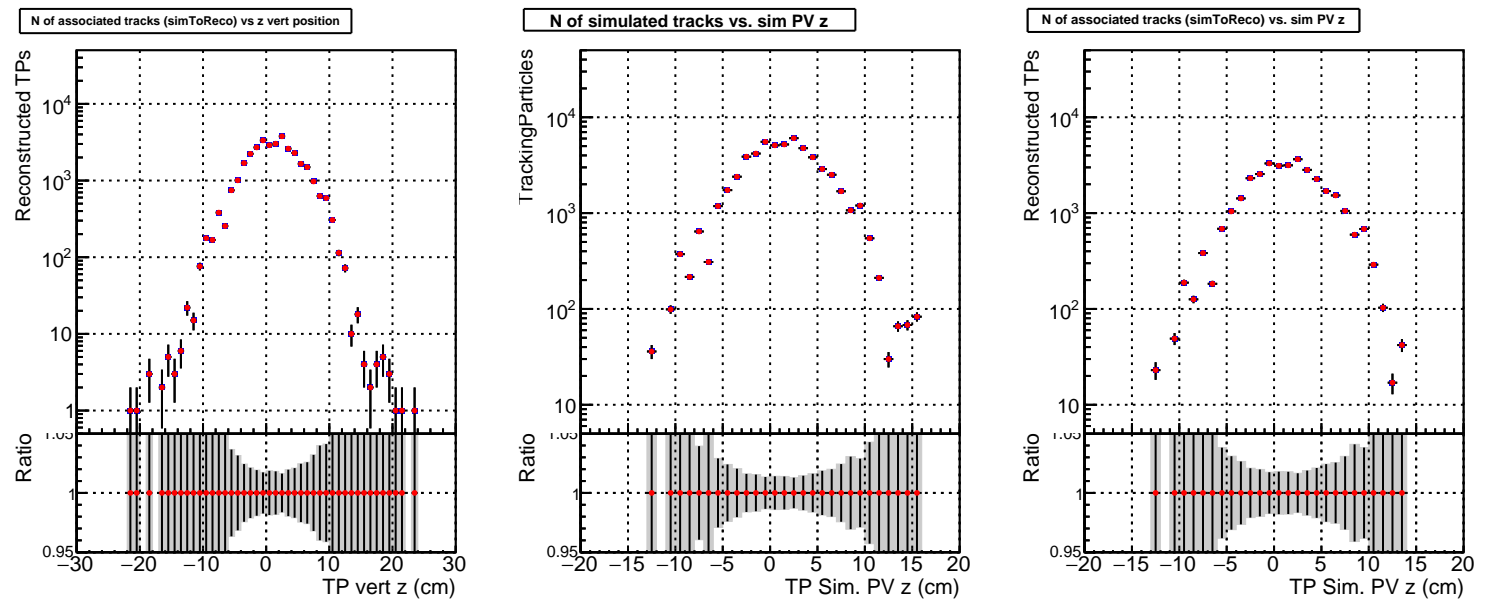 N of associated tracks (simToReco) vs z vert position
Reconstructed TPs
10^4
10^3
10^2
10
1
Ratio
1.05
1
0.95
−30 −20 −10 0 10 20 30
TP vert z (cm)
N of simulated tracks vs. sim PV z
TrackingParticles
10^4
10^3
10^2
10
Ratio
1.05
1
0.95
−20 −15 −10 −5 0 5 10 15 20
TP Sim. PV z (cm)
N of associated tracks (simToReco) vs. sim PV z
Reconstructed TPs
10^4
10^3
10^2
10
Ratio
1.05
1
0.95
−20 −15 −10 −5 0 5 10 15 20
TP Sim. PV z (cm)